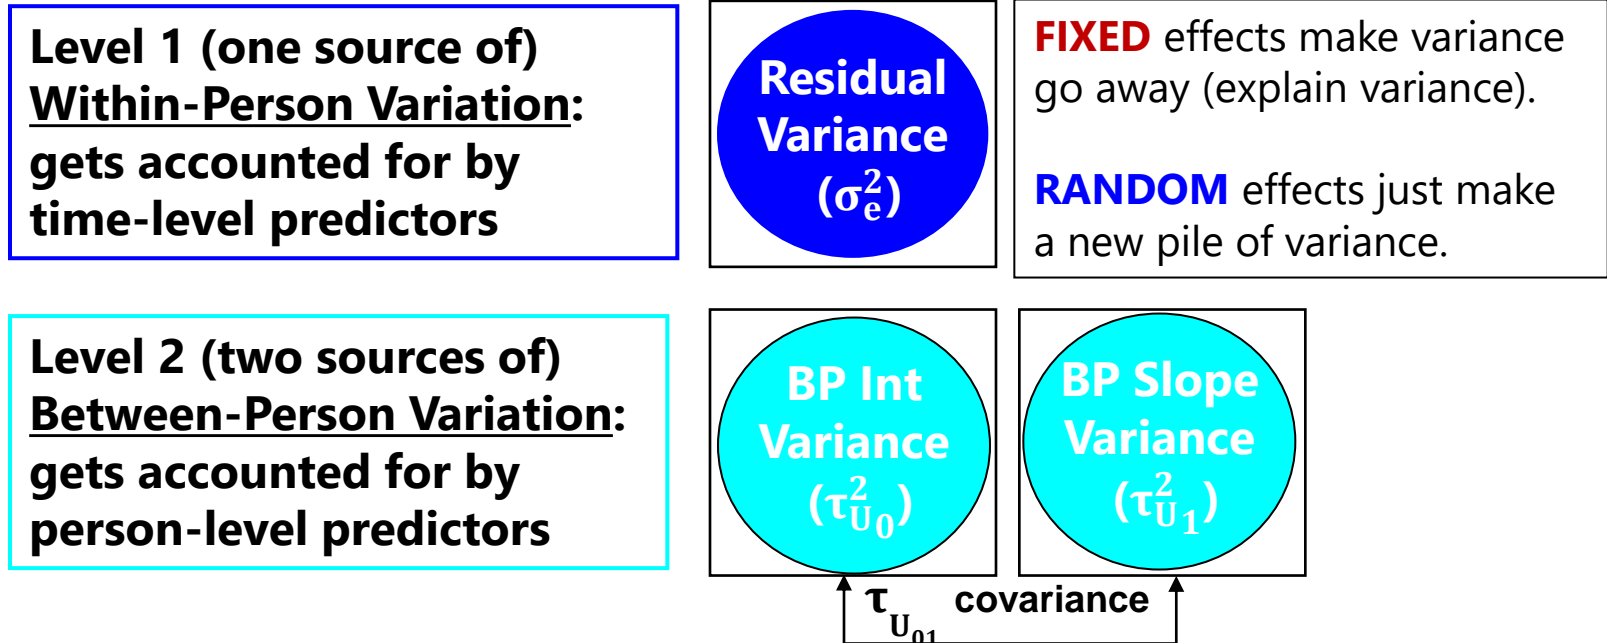 Level 1 (one source of)
Within-Person Variation:
gets accounted for by
time-level predictors
Residual
Variance
(σ²ₑ)
FIXED effects make variance
go away (explain variance).
RANDOM effects just make
a new pile of variance.
Level 2 (two sources of)
Between-Person Variation:
gets accounted for by
person-level predictors
BP Int
Variance
(τ²U₀)
BP Slope
Variance
(τ²U₁)
τU₀₁ covariance